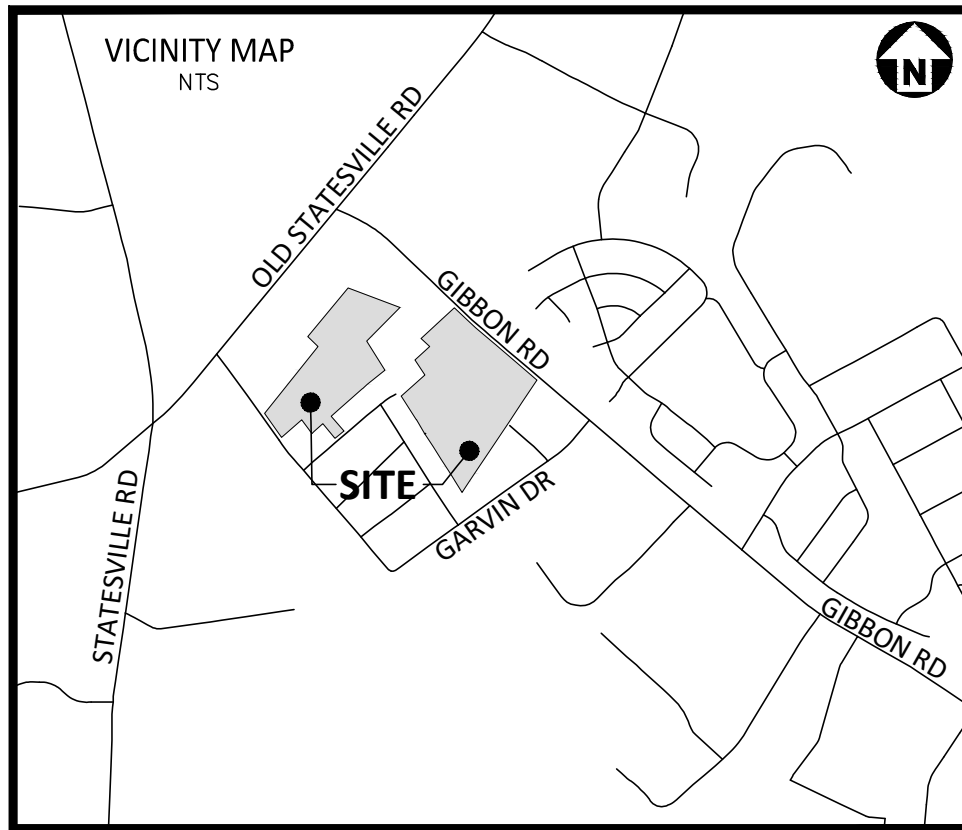 VICINITY MAP
NTS
N
OLD STATESVILLE RD
GIBBON RD
SITE
GARVIN DR
STATESVILLE RD
GIBBON RD